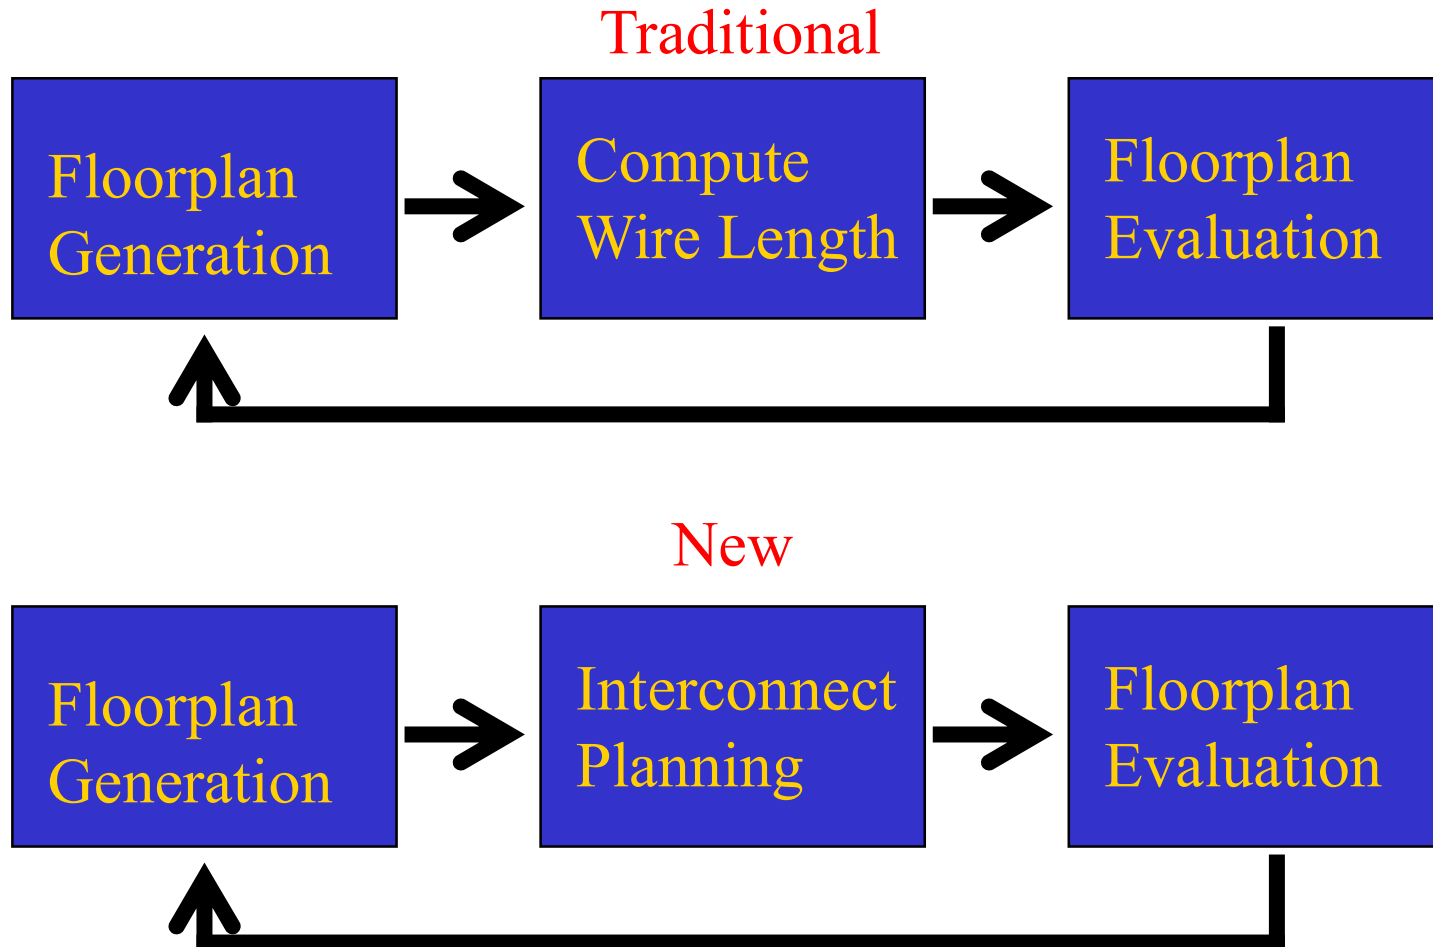 Traditional
Floorplan
Generation
Compute
Wire Length
Floorplan
Evaluation
New
Floorplan
Generation
Interconnect
Planning
Floorplan
Evaluation